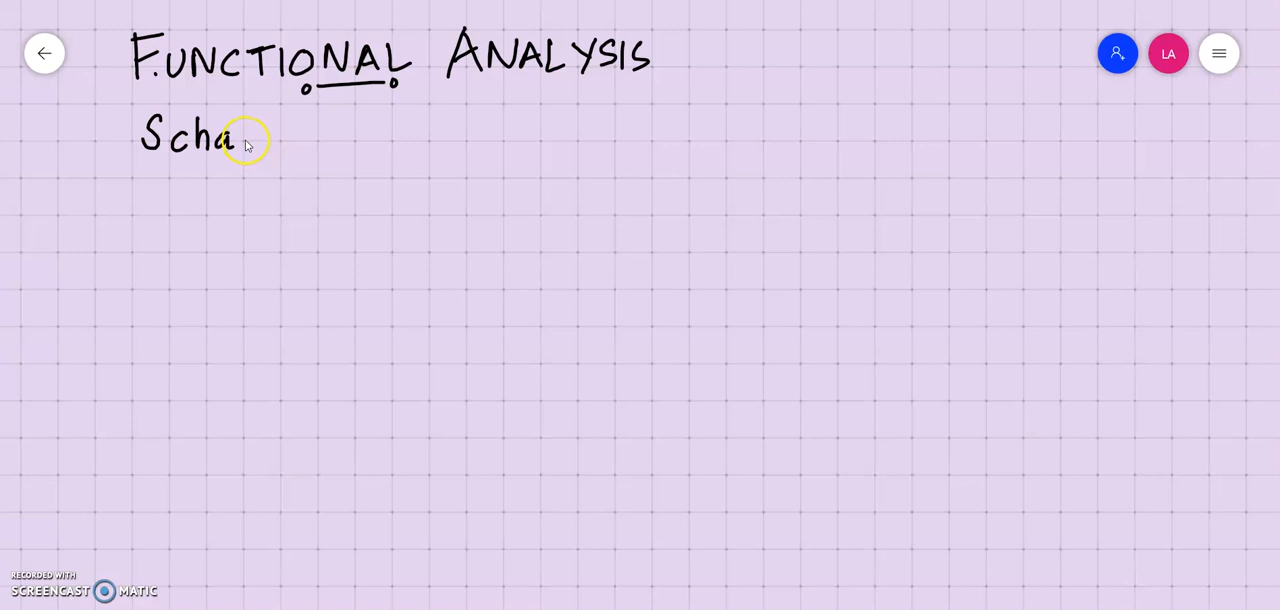 FUNCTIONAL ANALYSIS
LA
Scha
RECORDED WITH
SCREENCAST MATIC